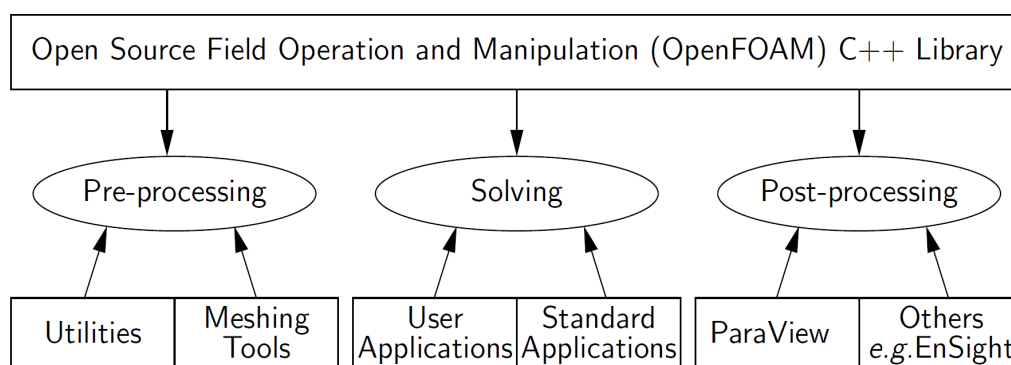 Open Source Field Operation and Manipulation (OpenFOAM) C++ Library
Pre-processing
Solving
Post-processing
Utilities
Meshing
Tools
User
Applications
Standard
Applications
ParaView
Others
e.g.EnSight